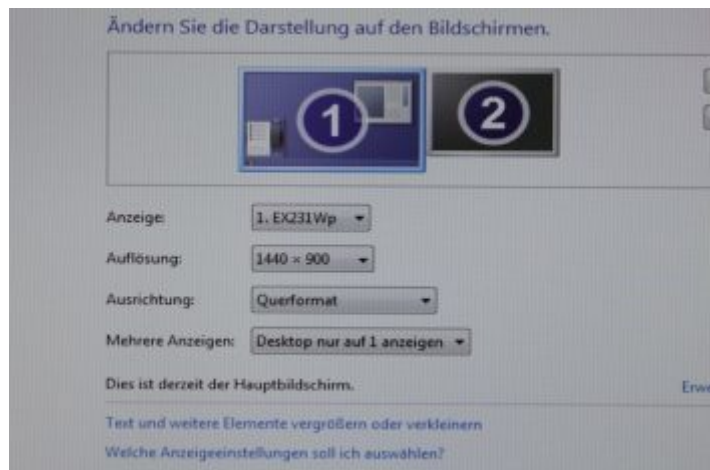 Ändern Sie die Darstellung auf den Bildschirmen.
1
2
Anzeige: 1. EX231Wp
Auflösung: 1440 × 900
Ausrichtung: Querformat
Mehrere Anzeigen: Desktop nur auf 1 anzeigen
Dies ist derzeit der Hauptbildschirm. Erwe
Text und weitere Elemente vergrößern oder verkleinern
Welche Anzeigeeinstellungen soll ich auswählen?